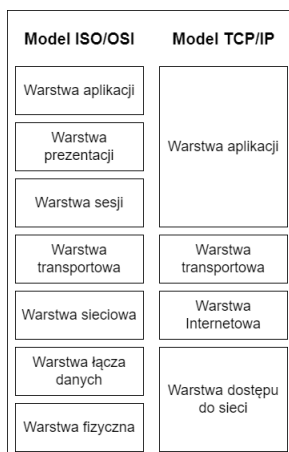 Model ISO/OSI
Warstwa aplikacji
Warstwa
prezentacji
Warstwa sesji
Warstwa
transportowa
Warstwa sieciowa
Warstwa łącza
danych
Warstwa fizyczna
Model TCP/IP
Warstwa aplikacji
Warstwa
transportowa
Warstwa
Internetowa
Warstwa dostępu
do sieci